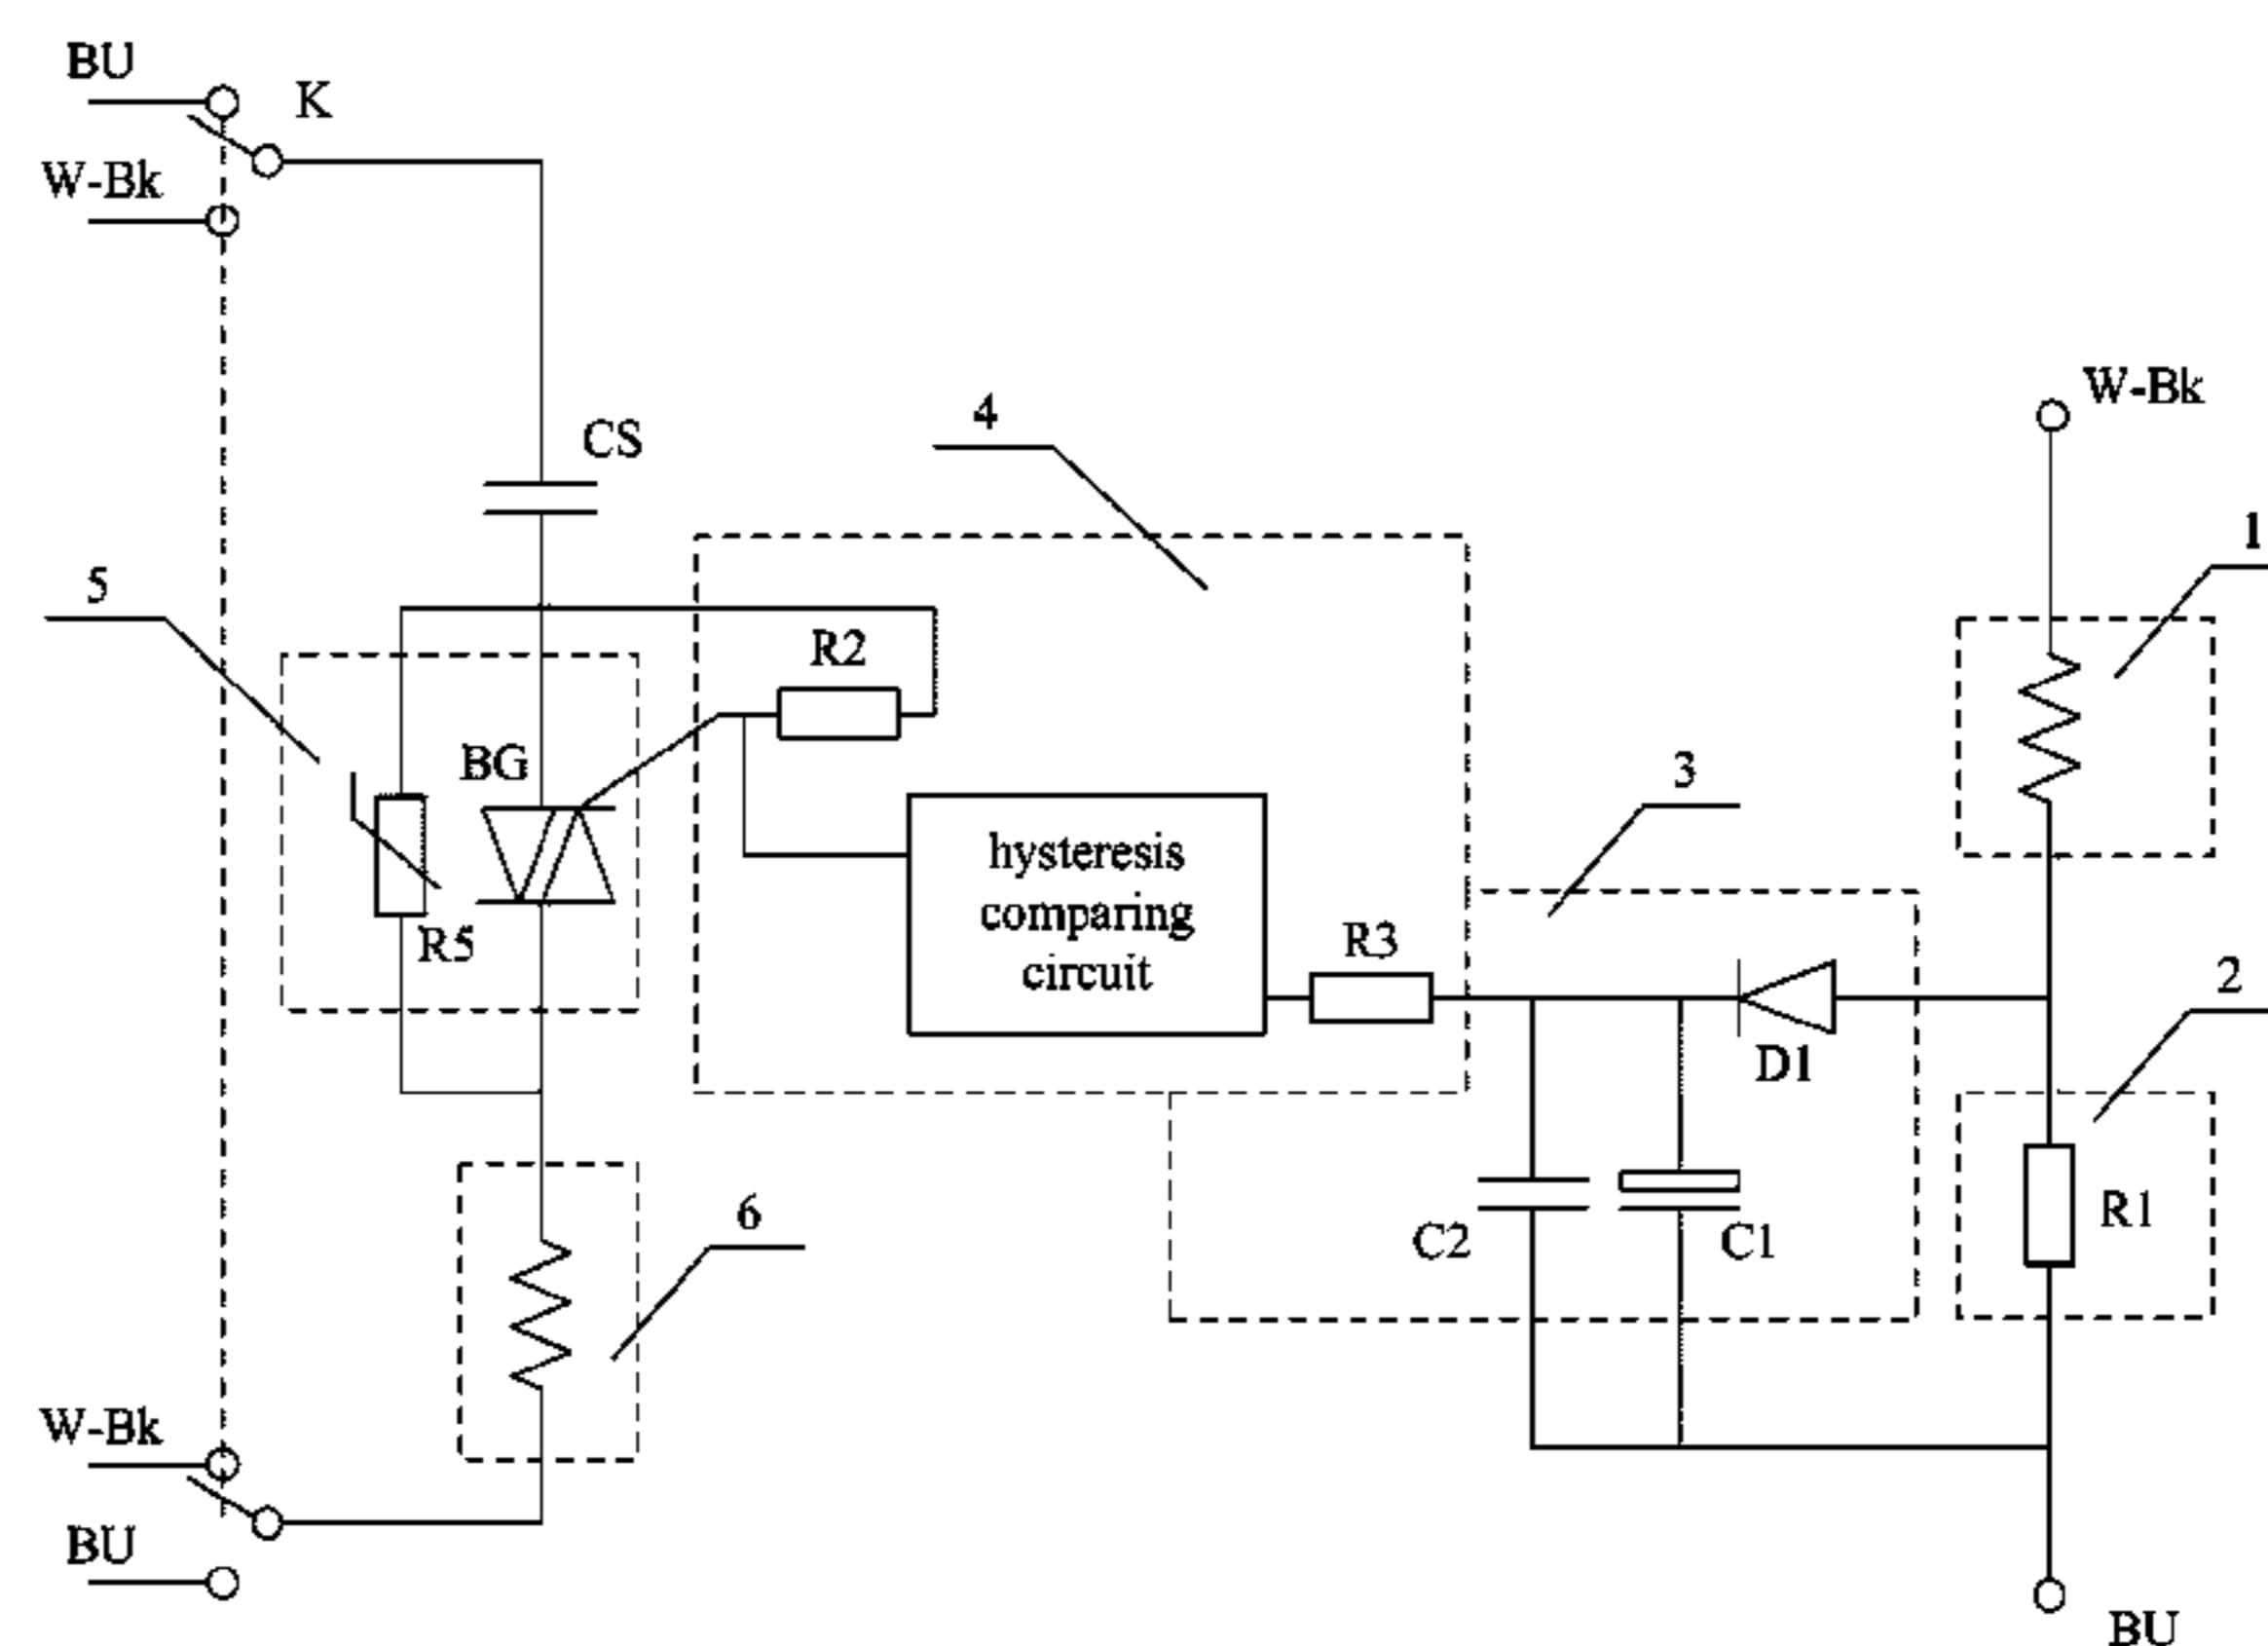 BU
K
W-Bk
W-Bk
4
CS
1
5
R2
BG
3
hysteresis
comparing
circuit
R3
R5
2
D1
6
R1
C2
C1
W-Bk
BU
BU